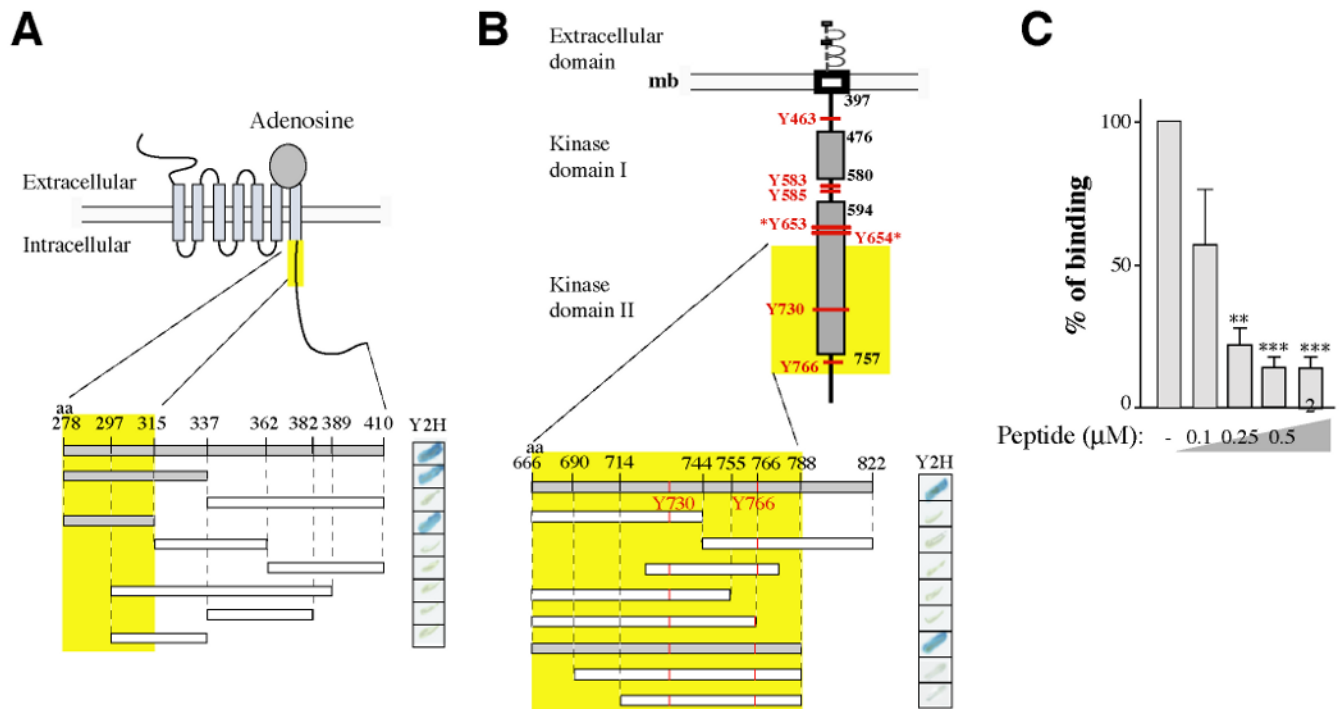 A
Adenosine
Extracellular
Intracellular
aa
278 297 315 337 362 382 389 410 Y2H
B
Extracellular
domain
mb
397
Y463
476
Kinase
domain I
580
Y583
Y585
594
*Y653
Y654*
Kinase
domain II
Y730
757
Y766
aa
666 690 714 744 755 766 788 822 Y2H
Y730 Y766
C
% of binding
100
50
0
**
***
***
2
Peptide (µM): - 0.1 0.25 0.5